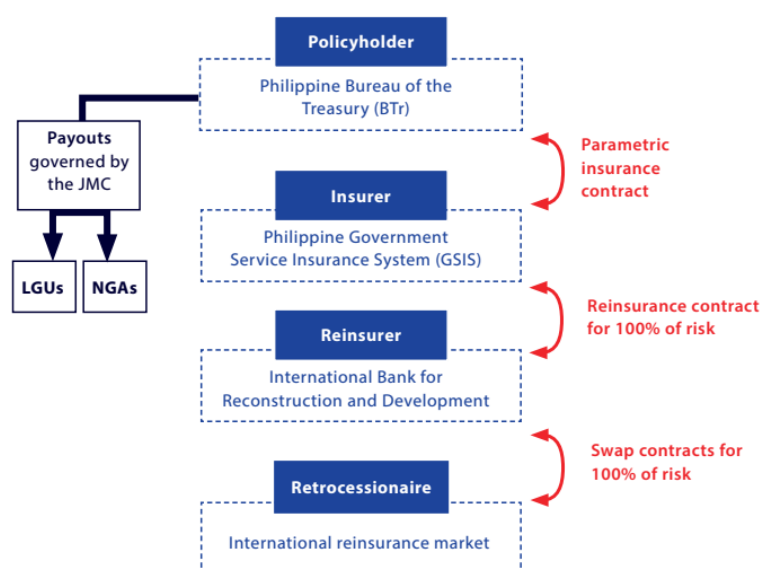 Policyholder
Philippine Bureau of the
Treasury (BTr)
Payouts
governed by
the JMC
LGUs
NGAs
Parametric
insurance
contract
Insurer
Philippine Government
Service Insurance System (GSIS)
Reinsurance contract
for 100% of risk
Reinsurer
International Bank for
Reconstruction and Development
Swap contracts for
100% of risk
Retrocessionaire
International reinsurance market